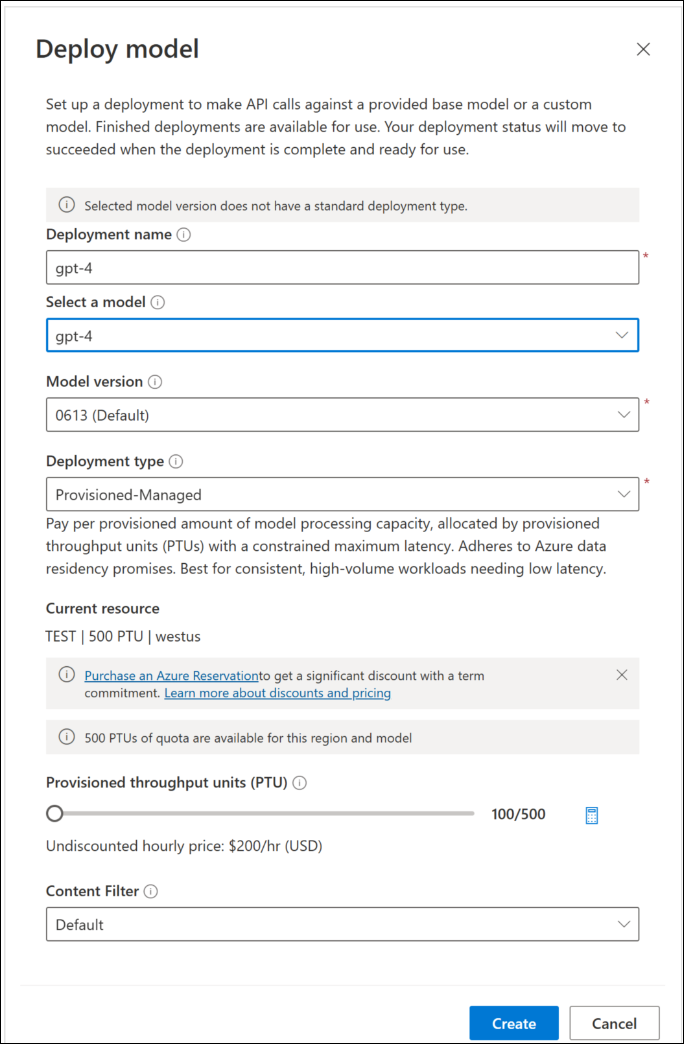 Deploy model
Set up a deployment to make API calls against a provided base model or a custom
model. Finished deployments are available for use. Your deployment status will move to
succeeded when the deployment is complete and ready for use.
Selected model version does not have a standard deployment type.
Deployment name
gpt-4
*
Select a model
gpt-4
Model version
0613 (Default)
*
Deployment type
Provisioned-Managed
*
Pay per provisioned amount of model processing capacity, allocated by provisioned
throughput units (PTUs) with a constrained maximum latency. Adheres to Azure data
residency promises. Best for consistent, high-volume workloads needing low latency.
Current resource
TEST | 500 PTU | westus
Purchase an Azure Reservationto get a significant discount with a term
commitment. Learn more about discounts and pricing
500 PTUs of quota are available for this region and model
Provisioned throughput units (PTU)
100/500
Undiscounted hourly price: $200/hr (USD)
Content Filter
Default
Create
Cancel